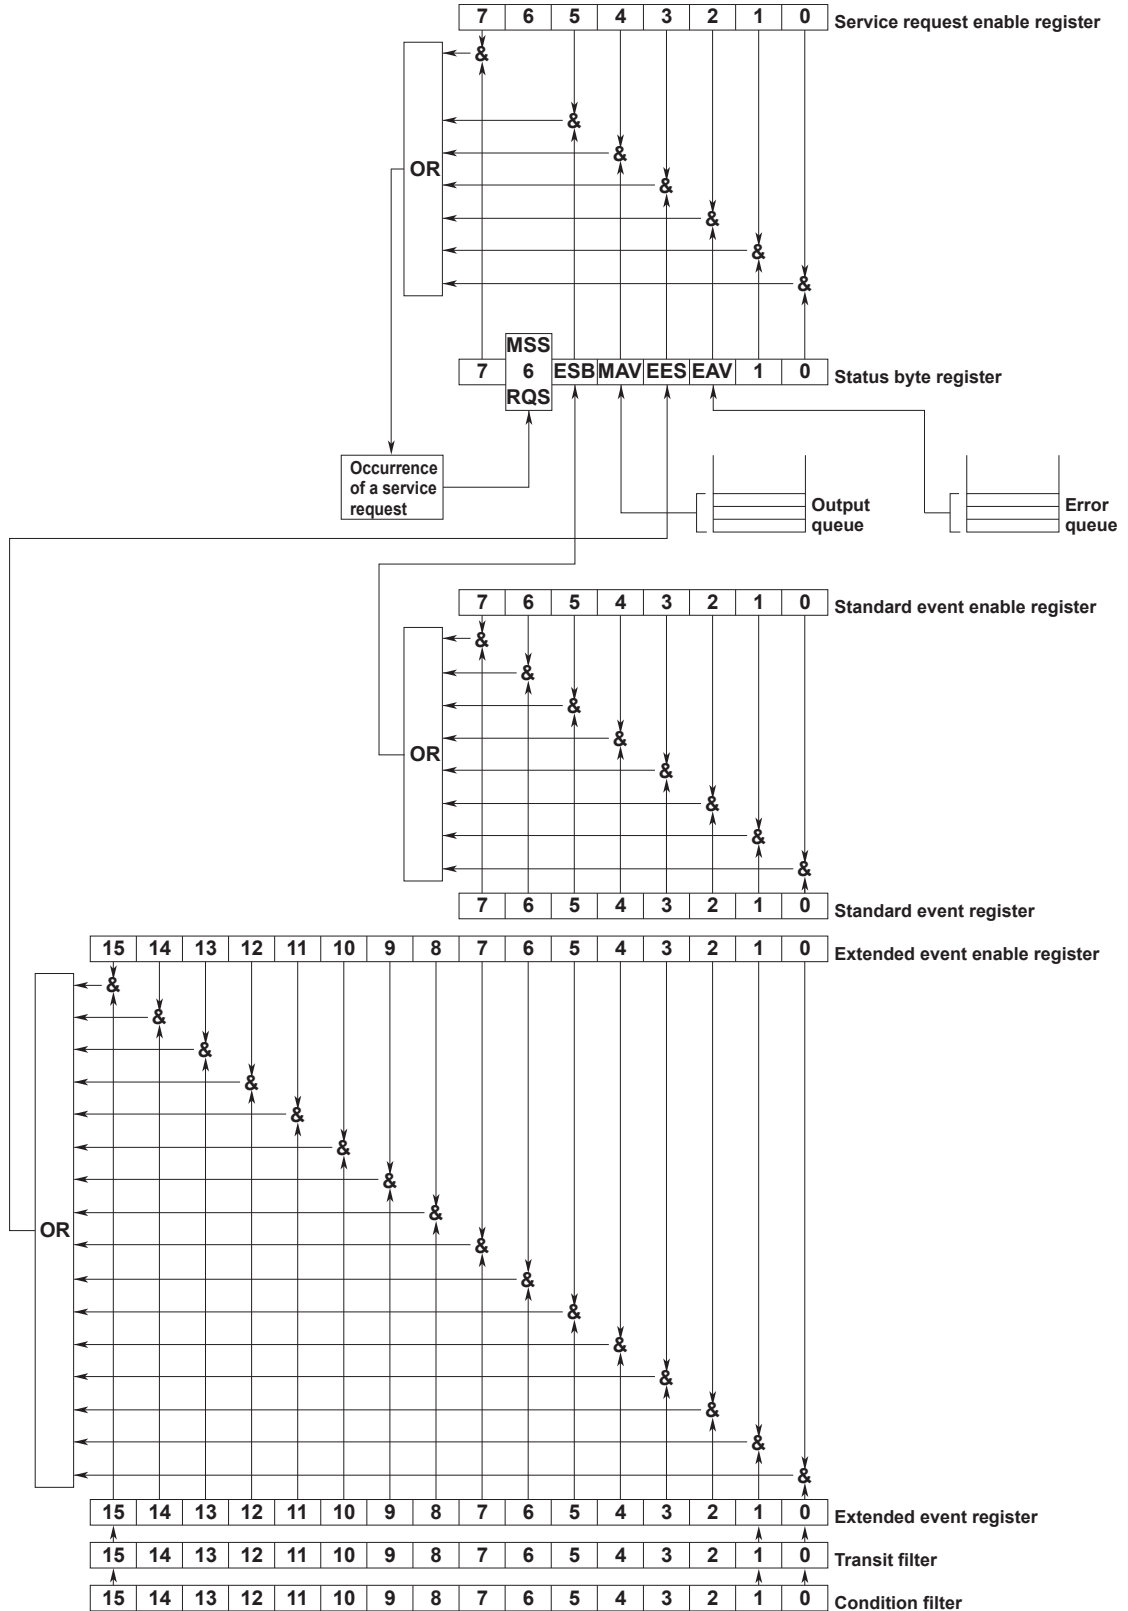 7 6 5 4 3 2 1 0 Service request enable register
&
&
&
OR
&
&
&
&
MSS
7 6 ESB MAV EES EAV 1 0 Status byte register
RQS
Occurrence
of a service
request
Output
queue
Error
queue
7 6 5 4 3 2 1 0 Standard event enable register
&
&
&
&
OR
&
&
&
&
7 6 5 4 3 2 1 0 Standard event register
15 14 13 12 11 10 9 8 7 6 5 4 3 2 1 0 Extended event enable register
&
&
&
&
&
&
&
&
OR
&
&
&
&
&
&
&
&
15 14 13 12 11 10 9 8 7 6 5 4 3 2 1 0 Extended event register
15 14 13 12 11 10 9 8 7 6 5 4 3 2 1 0 Transit filter
15 14 13 12 11 10 9 8 7 6 5 4 3 2 1 0 Condition filter